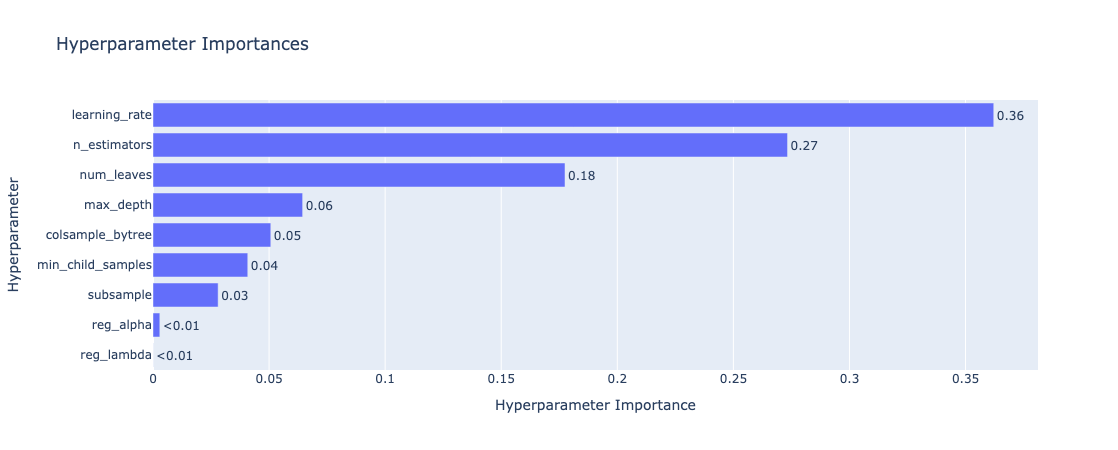 Hyperparameter Importances
Hyperparameter
learning_rate 0.36
n_estimators 0.27
num_leaves 0.18
max_depth 0.06
colsample_bytree 0.05
min_child_samples 0.04
subsample 0.03
reg_alpha <0.01
reg_lambda <0.01
0 0.05 0.1 0.15 0.2 0.25 0.3 0.35
Hyperparameter Importance